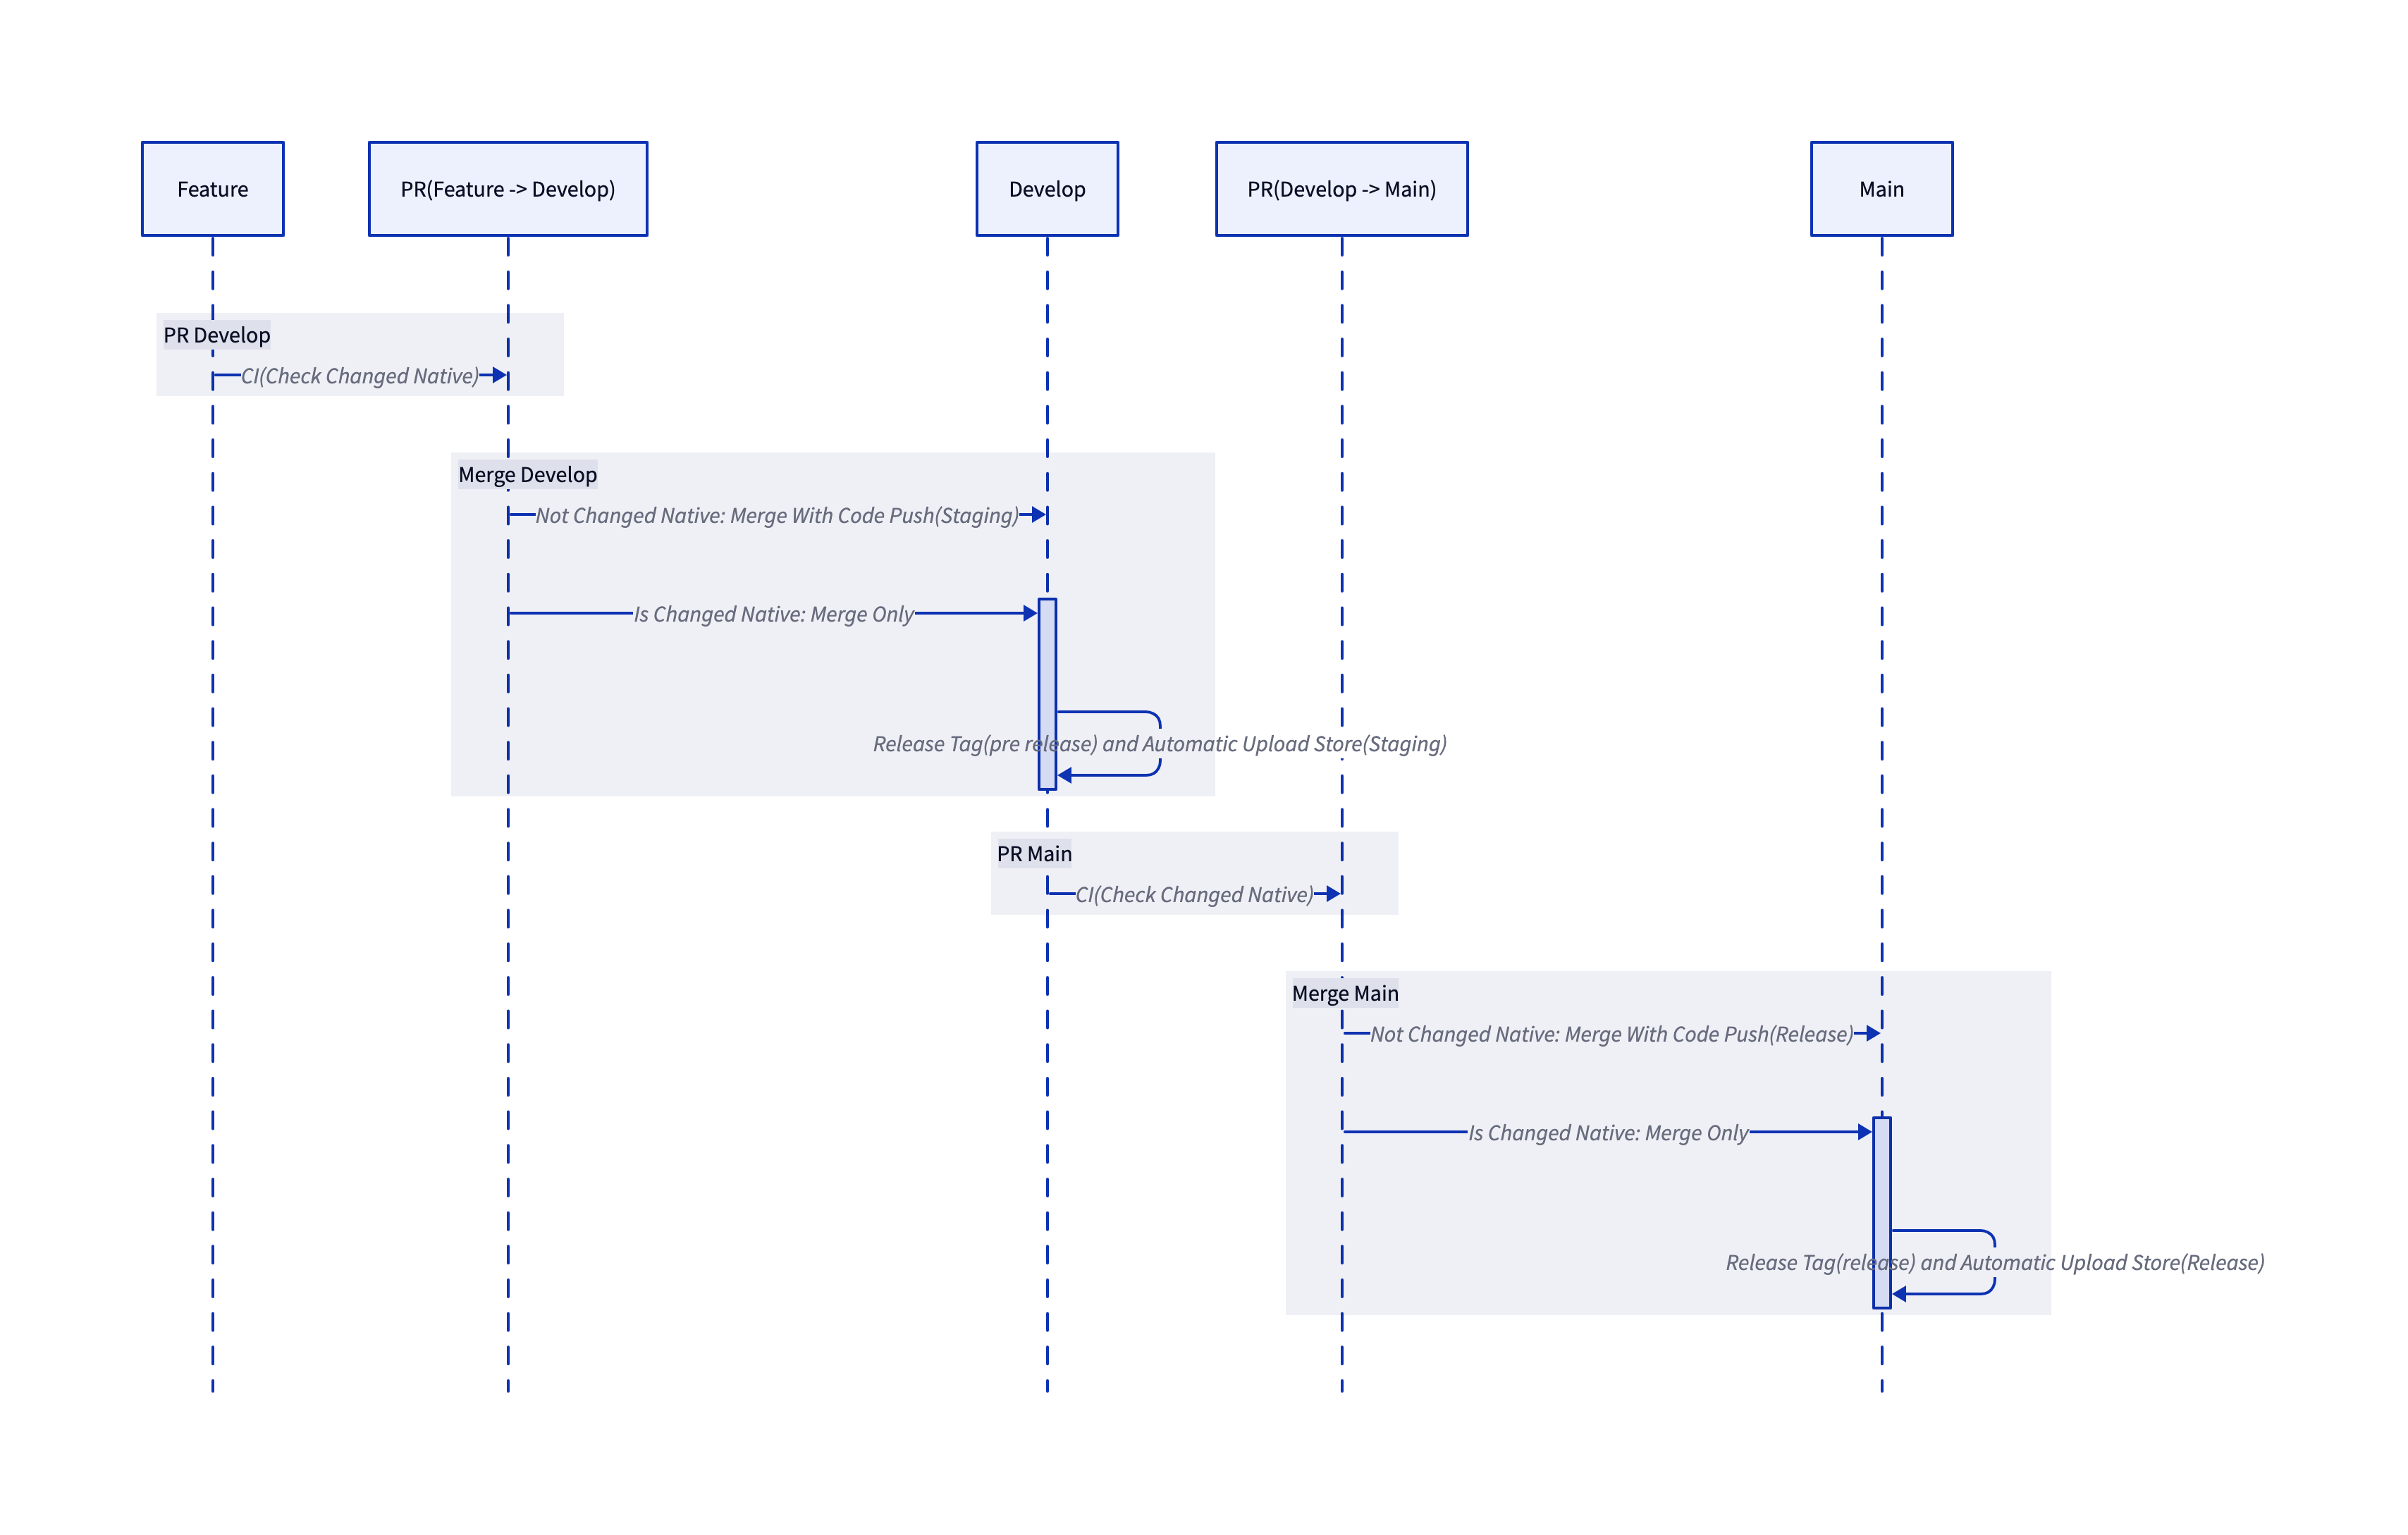 Feature
PR(Feature -> Develop)
Develop
PR(Develop -> Main)
Main
PR Develop
CI(Check Changed Native)
Merge Develop
Not Changed Native: Merge With Code Push(Staging)
Is Changed Native: Merge Only
Release Tag(pre release) and Automatic Upload Store(Staging)
PR Main
CI(Check Changed Native)
Merge Main
Not Changed Native: Merge With Code Push(Release)
Is Changed Native: Merge Only
Release Tag(release) and Automatic Upload Store(Release)